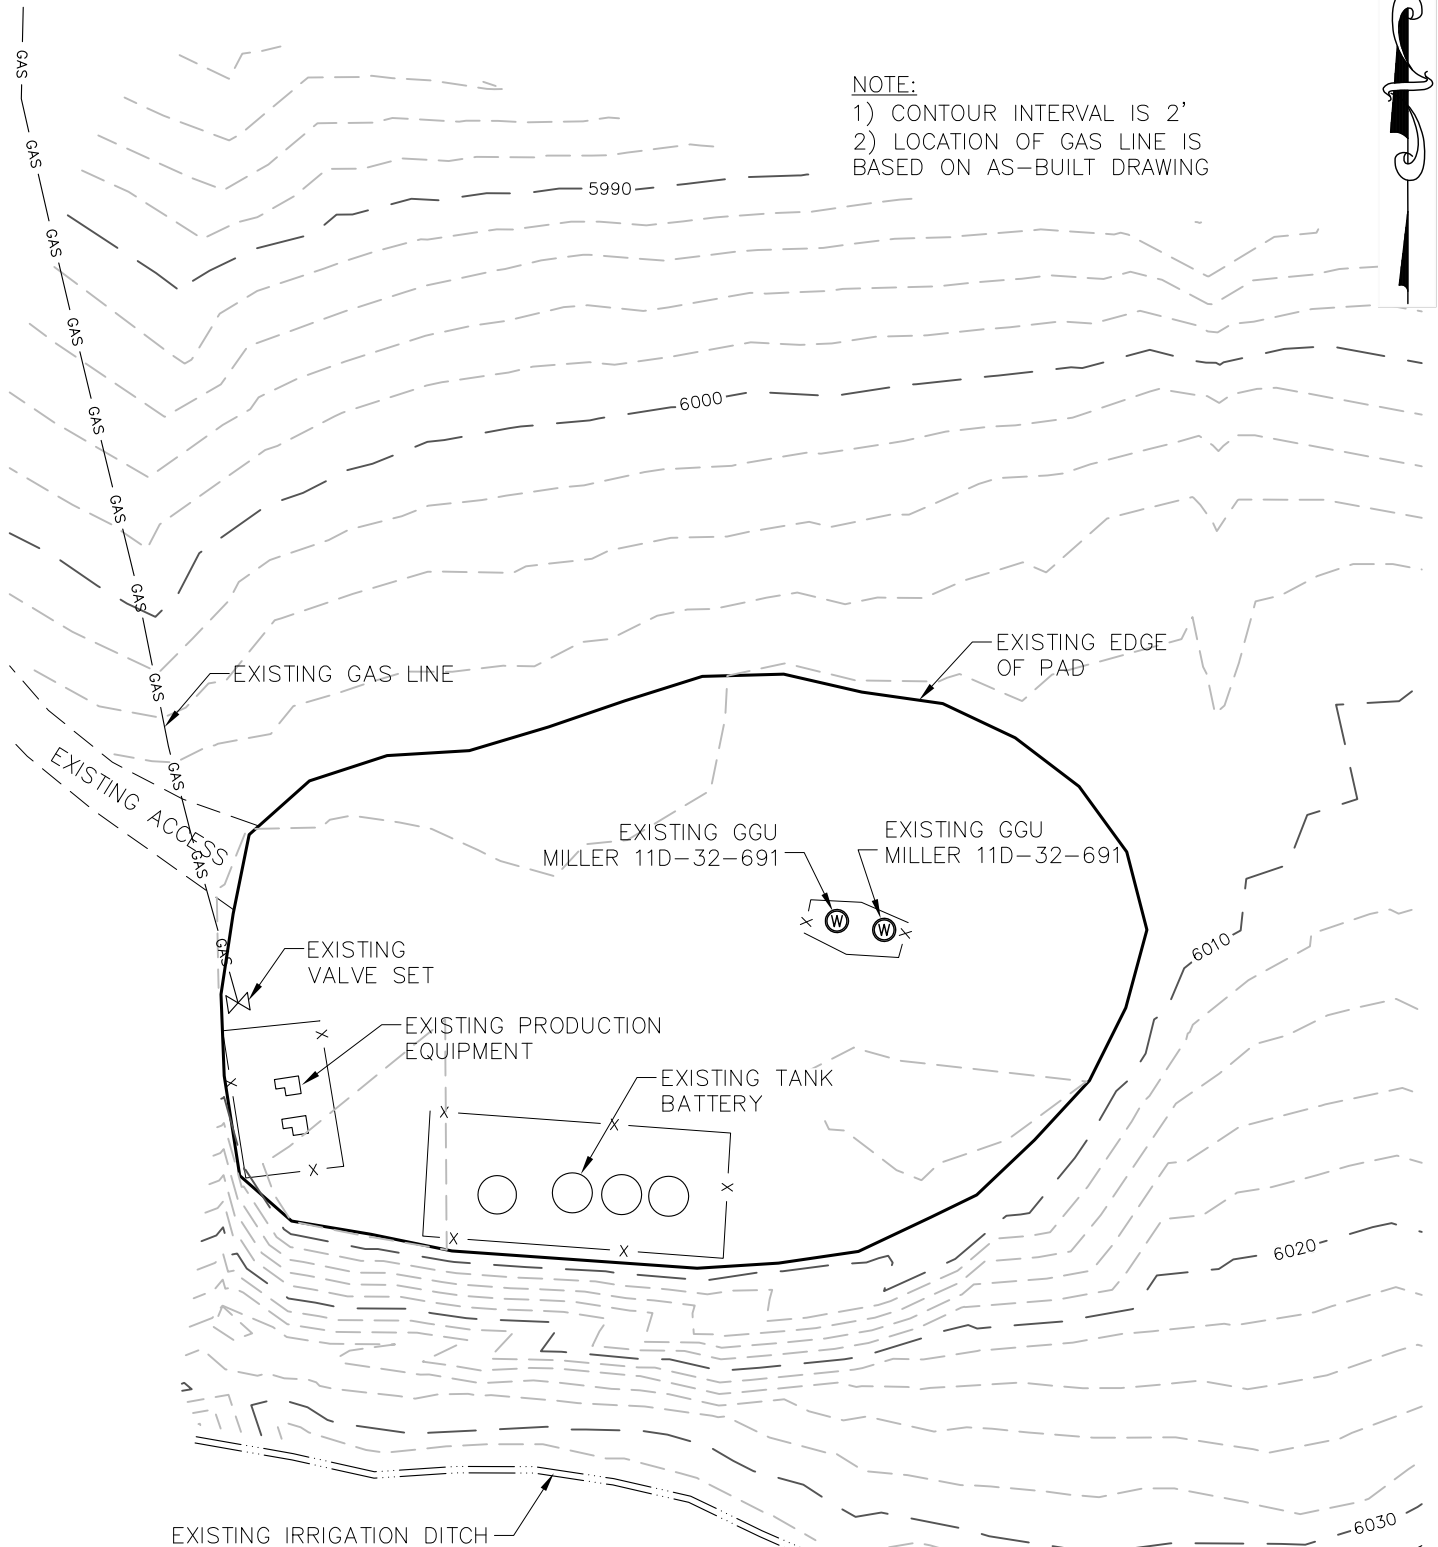 NOTE:
1) CONTOUR INTERVAL IS 2'
2) LOCATION OF GAS LINE IS
BASED ON AS-BUILT DRAWING
GAS
GAS
GAS
GAS
GAS
GAS
GAS
GAS
GAS
GAS
GAS
5990
6000
EXISTING EDGE
OF PAD
EXISTING GAS LINE
EXISTING ACCESS
EXISTING GGU
MILLER 11D-32-691
EXISTING GGU
MILLER 11D-32-691
W
W
X
X
6010
EXISTING
VALVE SET
EXISTING PRODUCTION
EQUIPMENT
X
X
X
EXISTING TANK
BATTERY
X
X
X
X
X
6020
6030
EXISTING IRRIGATION DITCH